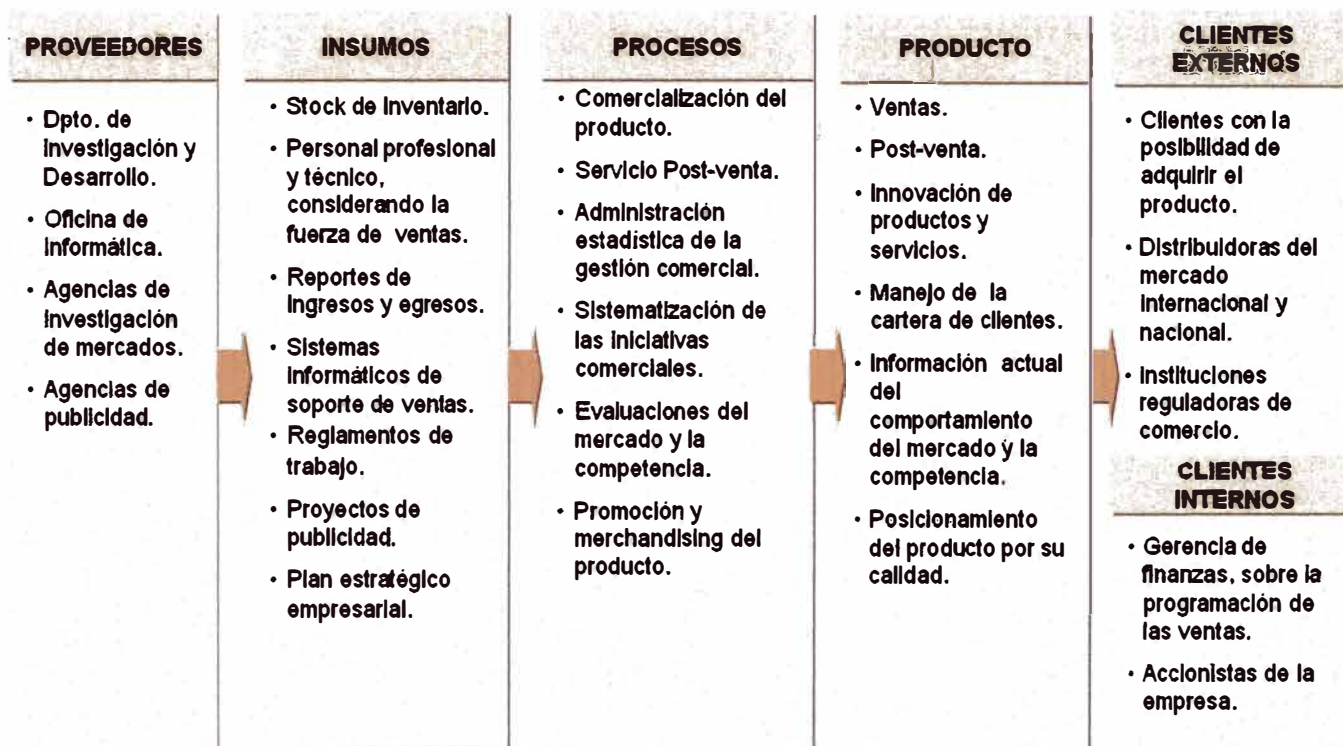 PROVEEDORES
• Dpto. de
Investigación y
Desarrollo.
• Oficina de
Informática.
• Agencias de
Investigación
de mercados.
• Agencias de
publicidad.
INSUMOS
• Stock de Inventario.
• Personal profesional
y técnico,
considerando la
fuerza de ventas.
• Reportes de
Ingresos y egresos.
• Sistemas
informáticos de
soporte de ventas.
• Reglamentos de
trabajo.
• Proyectos de
publicidad.
• Plan estratégico
empresarial.
PROCESOS
• Comercialización del
producto.
• Servicio Post-venta.
• Administración
estadística de la
gestión comercial.
• Sistematización de
las iniciativas
comerciales.
• Evaluaciones del
mercado y la
competencia.
• Promoción y
merchandising del
producto.
PRODUCTO
• Ventas.
• Post-venta.
• Innovación de
productos y
servicios.
• Manejo de la
cartera de clientes.
• Información actual
del
comportamiento
del mercado y la
competencia.
• Posicionamiento
del producto por su
calidad.
CLIENTES
EXTERNOS
• Clientes con la
posibilidad de
adquirir el
producto.
• Distribuidoras del
mercado
internacional y
nacional.
• Instituciones
reguladoras de
comercio.
CLIENTES
INTERNOS
• Gerencia de
finanzas, sobre la
programación de
las ventas.
• Accionistas de la
empresa.